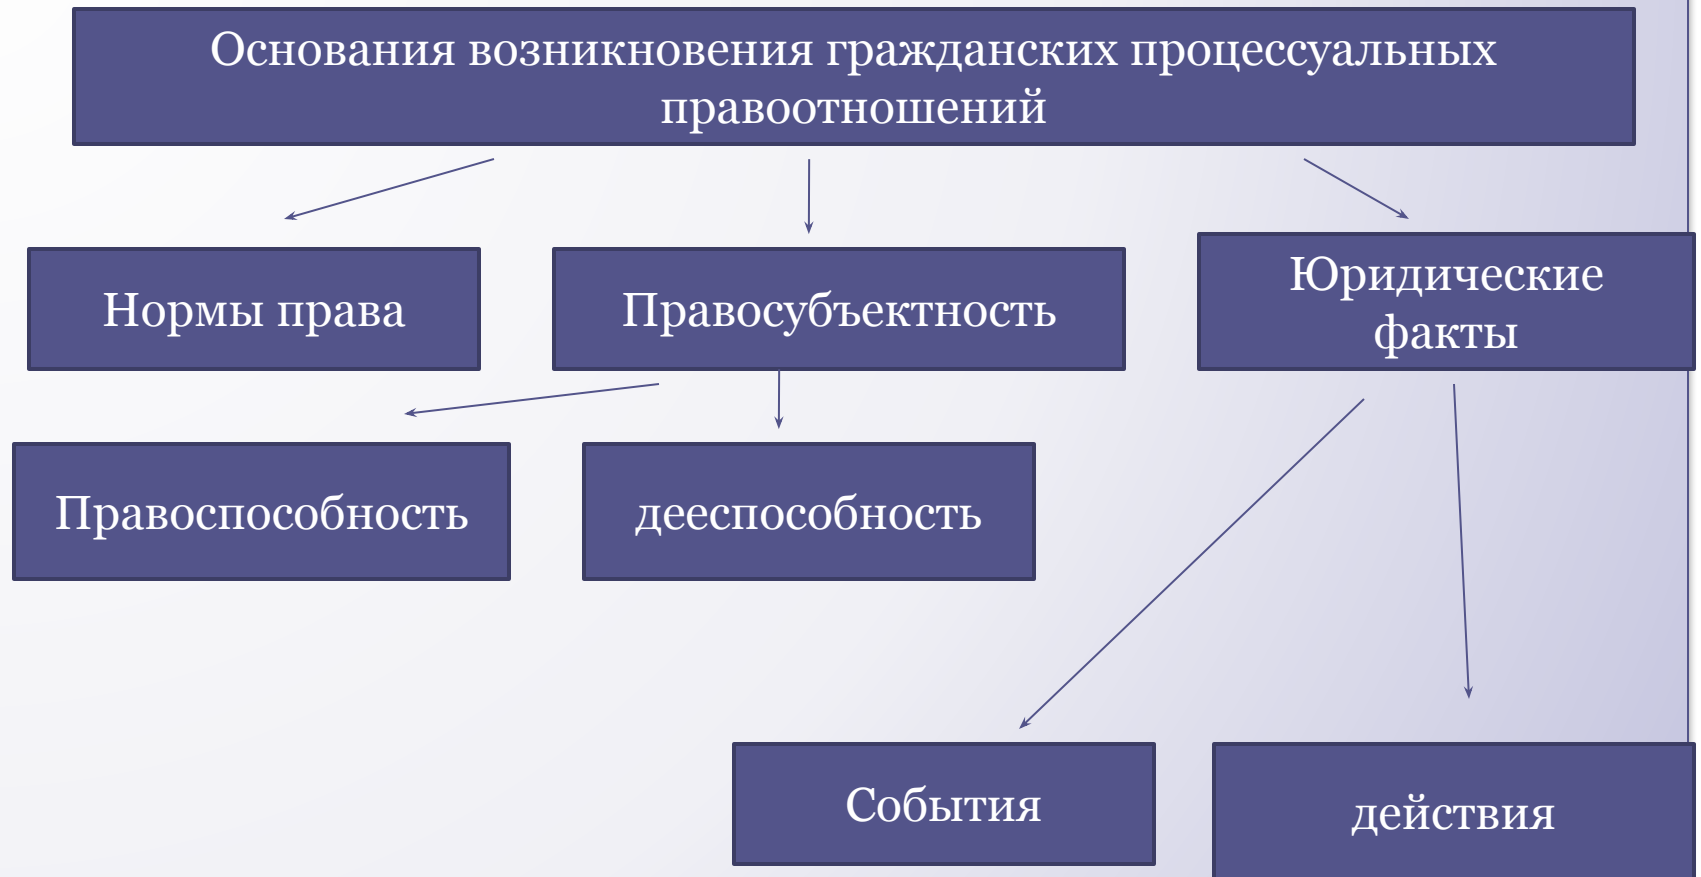 Основания возникновения гражданских процессуальных
правоотношений
Нормы права
Правосубъектность
Юридические
факты
Правоспособность
дееспособность
События
действия